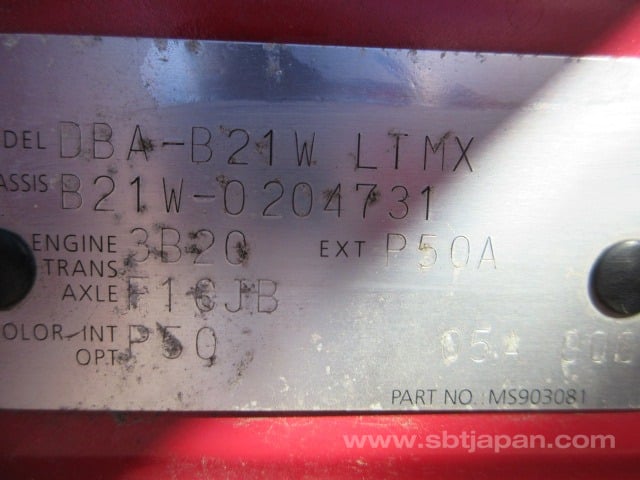 ODEL DBA-B21W LTMX
ASSIS B21W-0204731
ENGINE 3B20 EXT P50A
TRANS
AXLE F1CJB
OLOR-INT P50
OPT
PART NO. MS903081
www.sbtjapan.com